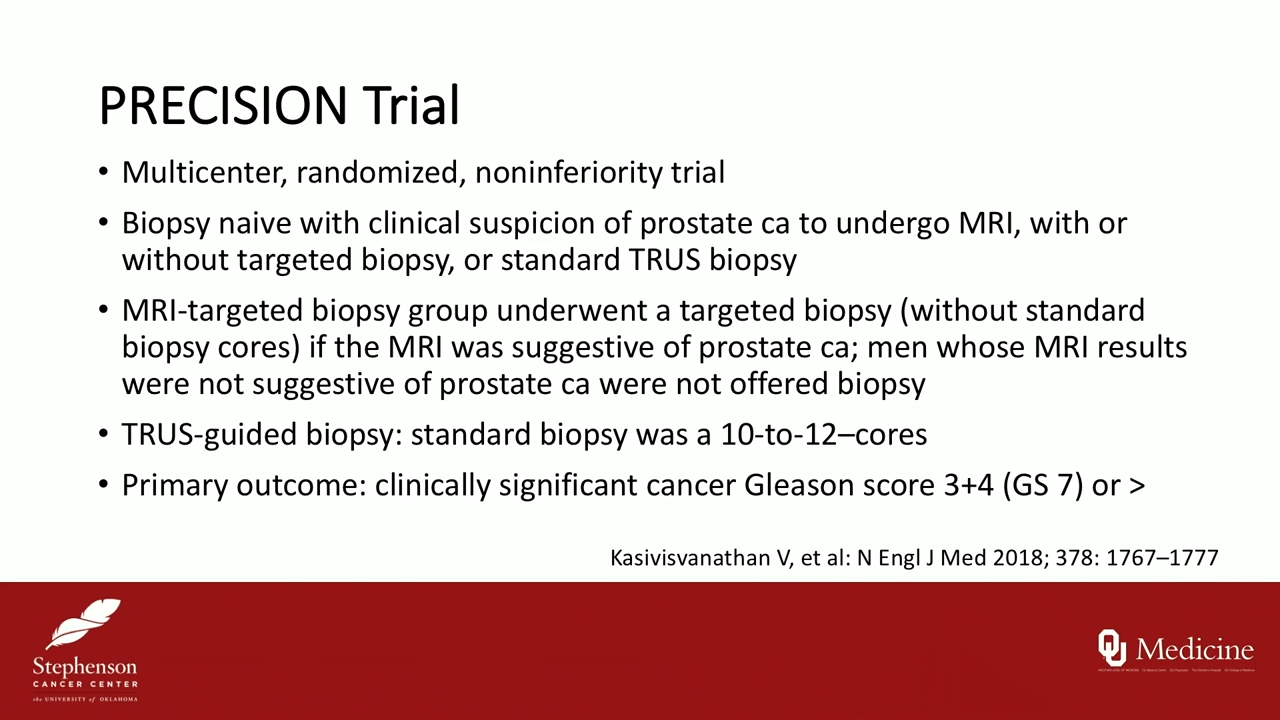 PRECISION Trial
• Multicenter, randomized, noninferiority trial
• Biopsy naive with clinical suspicion of prostate ca to undergo MRI, with or
without targeted biopsy, or standard TRUS biopsy
• MRI-targeted biopsy group underwent a targeted biopsy (without standard
biopsy cores) if the MRI was suggestive of prostate ca; men whose MRI results
were not suggestive of prostate ca were not offered biopsy
• TRUS-guided biopsy: standard biopsy was a 10-to-12–cores
• Primary outcome: clinically significant cancer Gleason score 3+4 (GS 7) or >
Kasivisvanathan V, et al: N Engl J Med 2018; 378: 1767–1777
Stephenson
CANCER CENTER
the UNIVERSITY of OKLAHOMA
OU Medicine